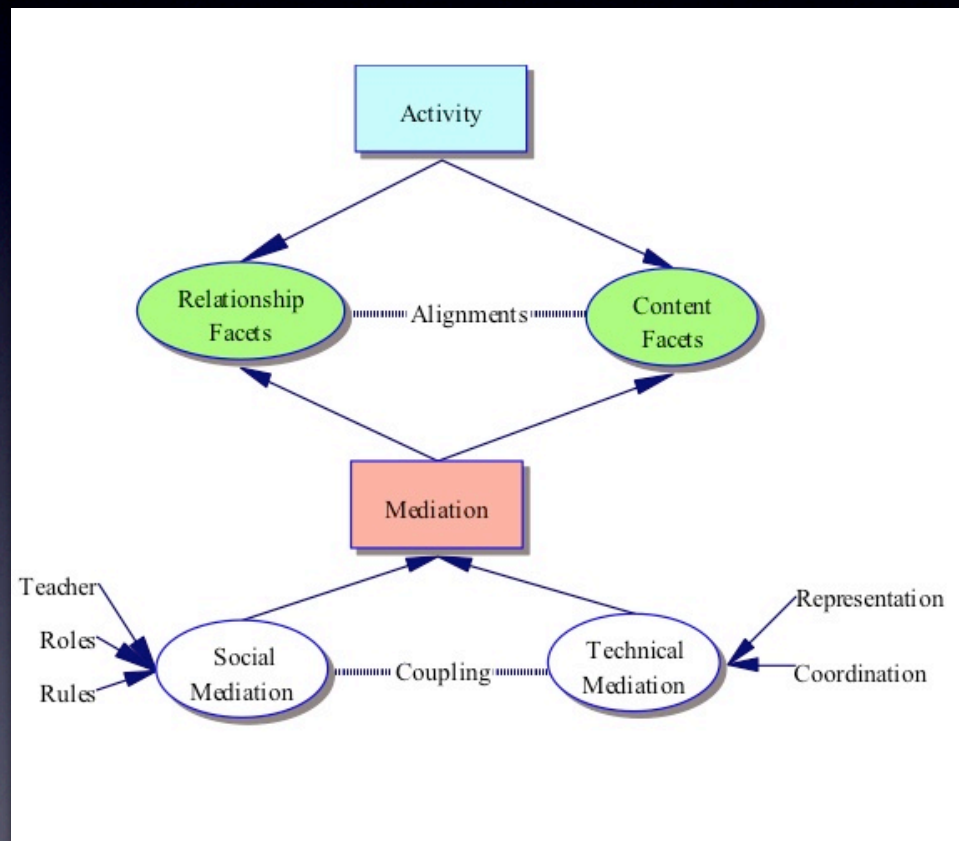 Activity
Relationship
Facets
Alignments
Content
Facets
Mediation
Teacher
Roles
Rules
Social
Mediation
Coupling
Technical
Mediation
Representation
Coordination